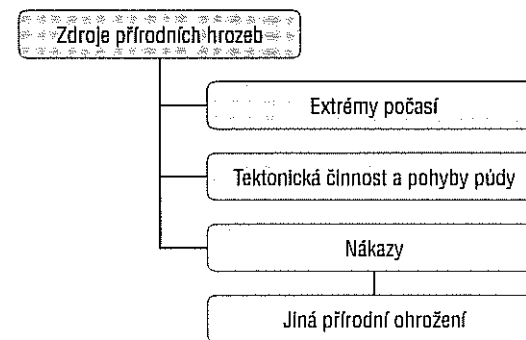 Zdroje přírodních hrozeb
Extrémy počasí
Tektonická činnost a pohyby půdy
Nákazy
Jiná přírodní ohrožení